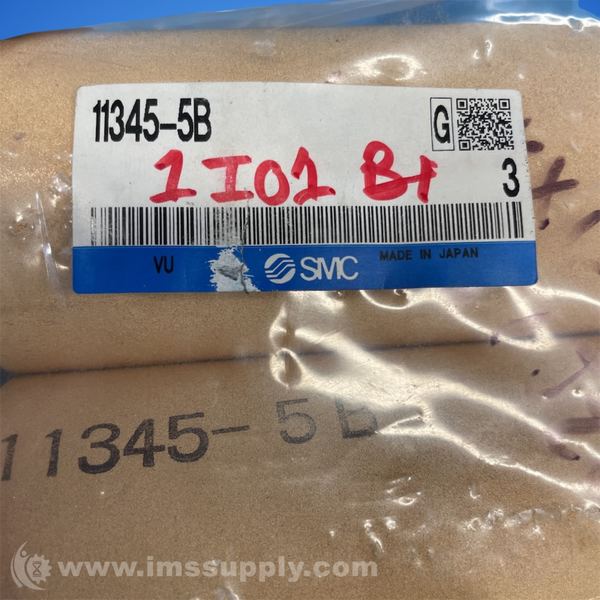 11345-5B G
1I01 B1
3
VU SMC MADE IN JAPAN
11345-5B
www.imssupply.com